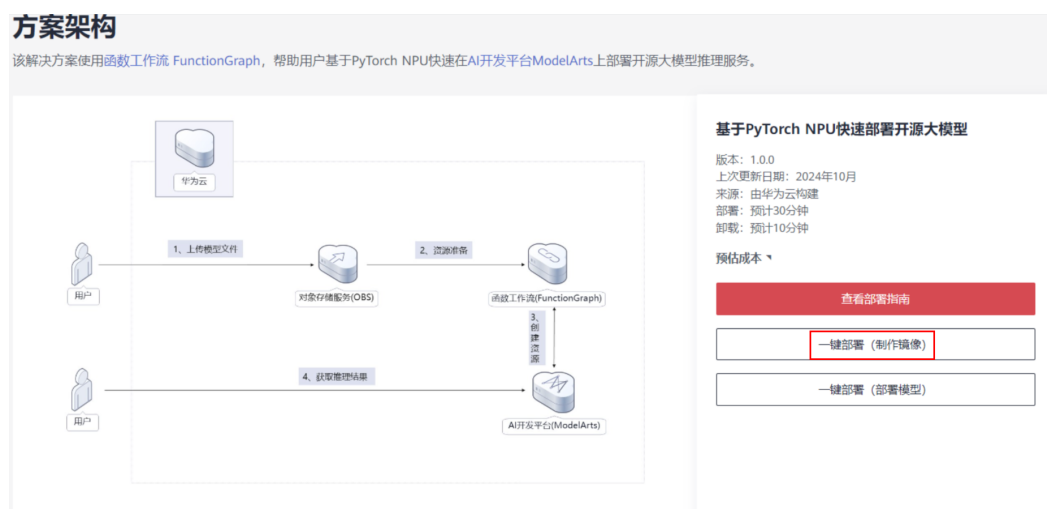 方案架构
该解决方案使用函数工作流 FunctionGraph，帮助用户基于PyTorch NPU快速在AI开发平台ModelArts上部署开源大模型推理服务。
华为云
1、上传模型文件
2、资源准备
用户
对象存储服务(OBS)
函数工作流(FunctionGraph)
3、
创
建
资
源
4、获取推理结果
用户
AI开发平台(ModelArts)
基于PyTorch NPU快速部署开源大模型
版本：1.0.0
上次更新日期：2024年10月
来源：由华为云构建
部署：预计30分钟
卸载：预计10分钟
预估成本
查看部署指南
一键部署（制作镜像）
一键部署（部署模型）